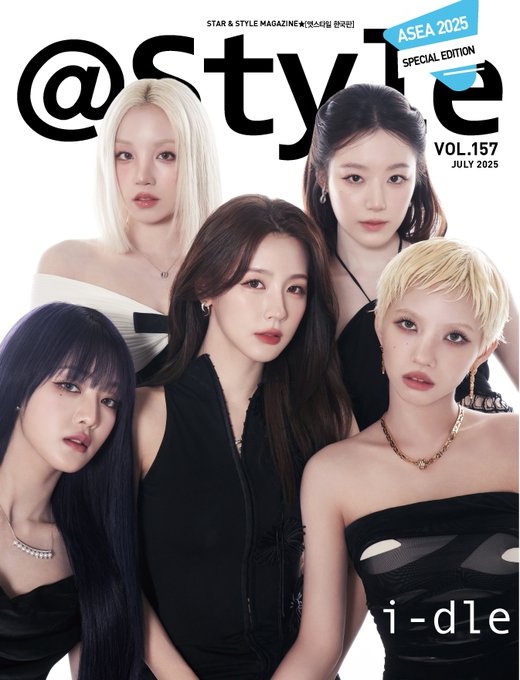 STAR & STYLE MAGAZINE★[앳스타일 한국판]
@Style
ASEA 2025
SPECIAL EDITION
VOL.157
JULY 2025
i-dle